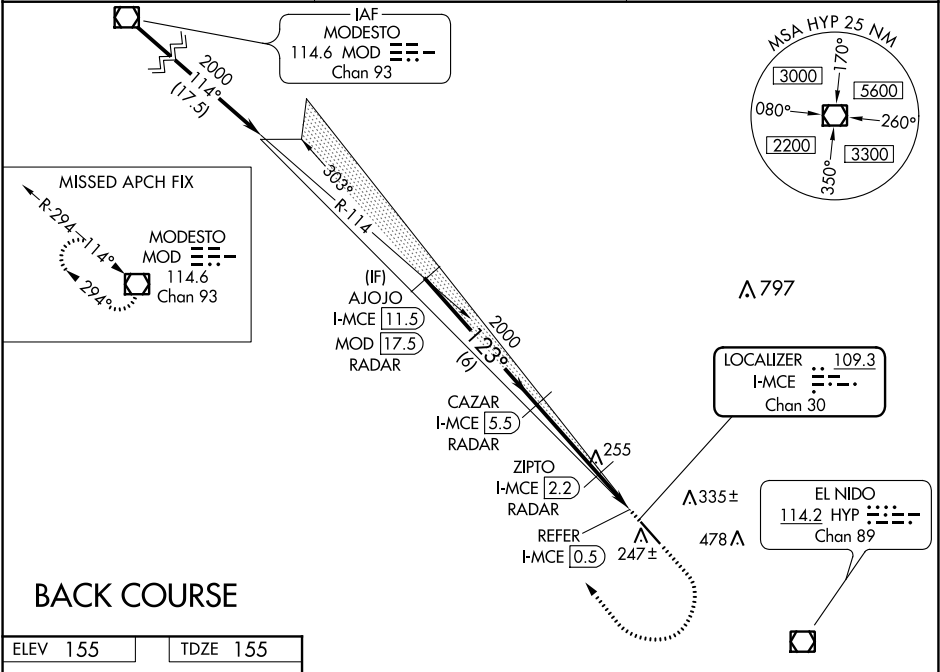 IAF
MODESTO
114.6 MOD
Chan 93
2000
114°
(17.5)
MSA HYP 25 NM
3000
170°
5600
080°
260°
2200
350°
3300
303°
R-114
MISSED APCH FIX
R-294
114°
294°
MODESTO
MOD
114.6
Chan 93
(IF)
AJOJO
I-MCE 11.5
MOD 17.5
RADAR
2000
123°
(6)
797
LOCALIZER 109.3
I-MCE
Chan 30
CAZAR
I-MCE 5.5
RADAR
255
ZIPTO
I-MCE 2.2
RADAR
335±
EL NIDO
114.2 HYP
Chan 89
REFER
I-MCE 0.5
247±
478
BACK COURSE
ELEV 155
TDZE 155